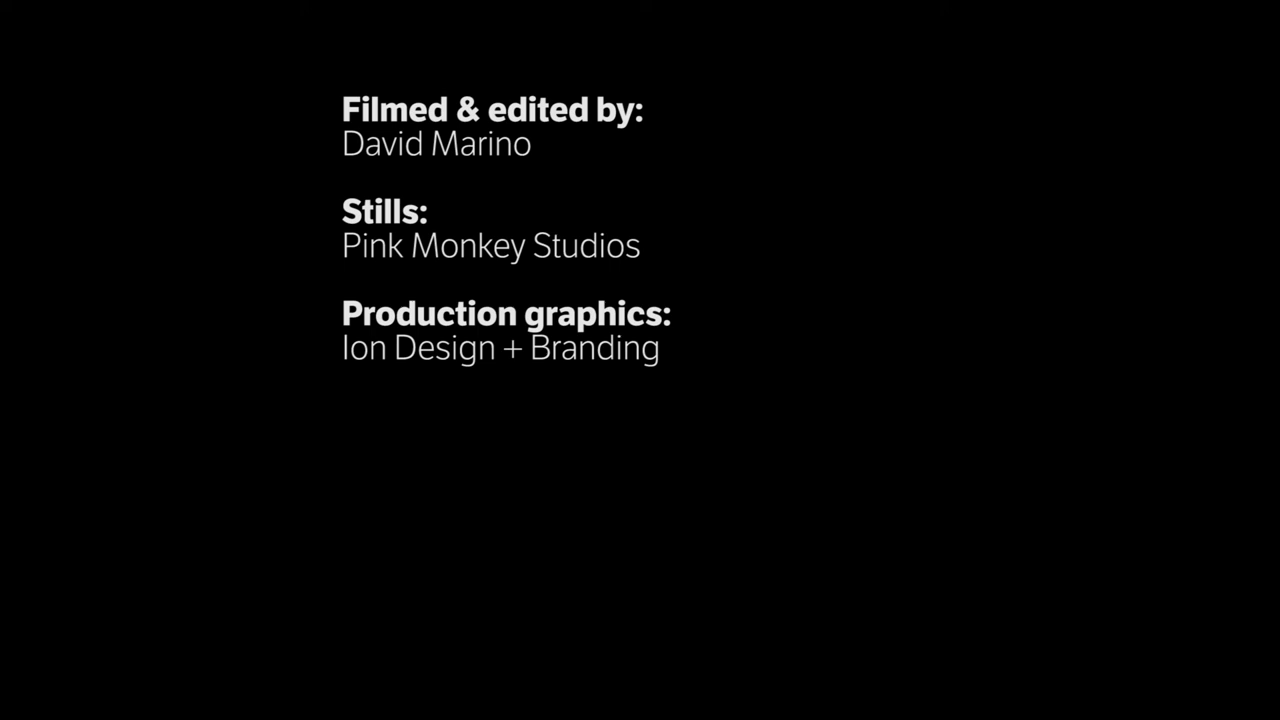 Filmed & edited by:
David Marino
Stills:
Pink Monkey Studios
Production graphics:
Ion Design + Branding